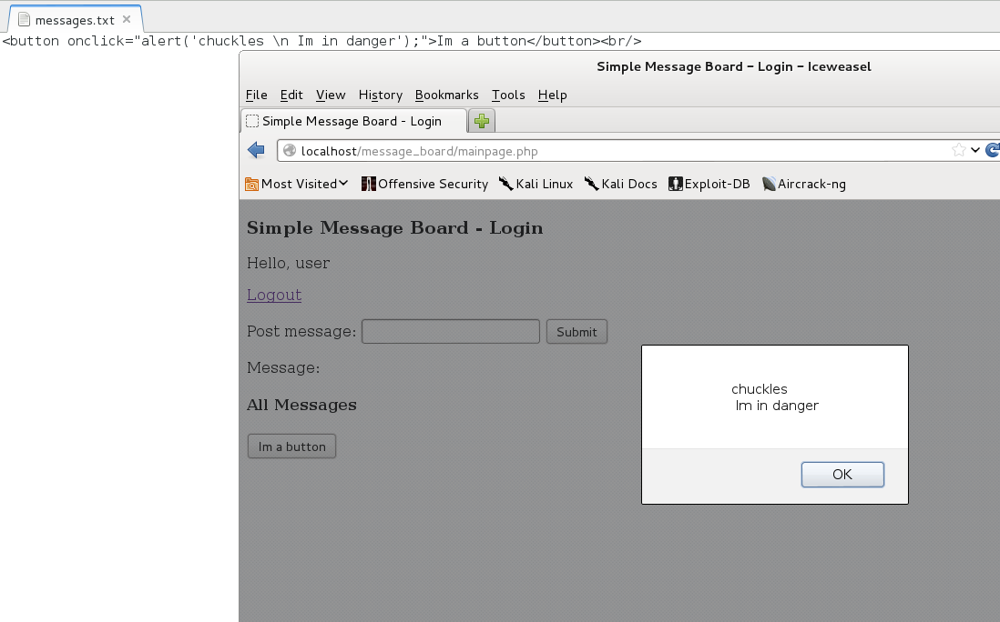 messages.txt
<button onclick="alert('chuckles \n Im in danger');">Im a button</button><br/>
Simple Message Board – Login – Iceweasel
File Edit View History Bookmarks Tools Help
Simple Message Board - Login
localhost/message_board/mainpage.php
Most Visited Offensive Security Kali Linux Kali Docs Exploit-DB Aircrack-ng
Simple Message Board - Login
Hello, user
Logout
Post message: Submit
Message:
All Messages
Im a button
chuckles
Im in danger
OK